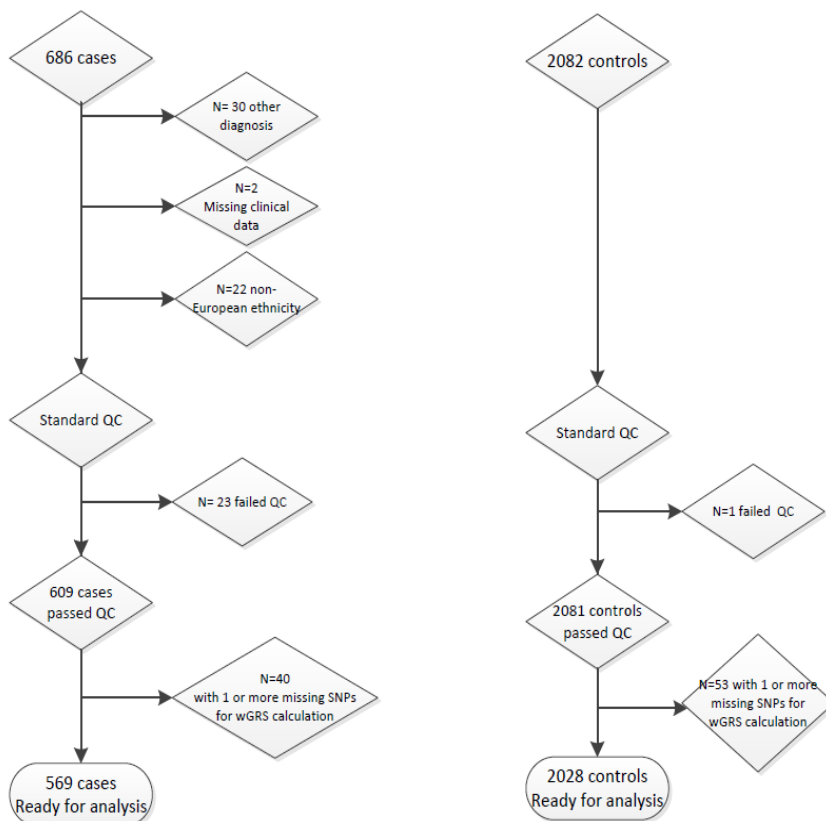 686 cases
N= 30 other
diagnosis
N=2
Missing clinical
data
N=22 non-
European ethnicity
Standard QC
N= 23 failed QC
609 cases
passed QC
N=40
with 1 or more missing SNPs
for wGRS calculation
569 cases
Ready for analysis
2082 controls
Standard QC
N=1 failed QC
2081 controls
passed QC
N=53 with 1 or more
missing SNPs for
wGRS calculation
2028 controls
Ready for analysis